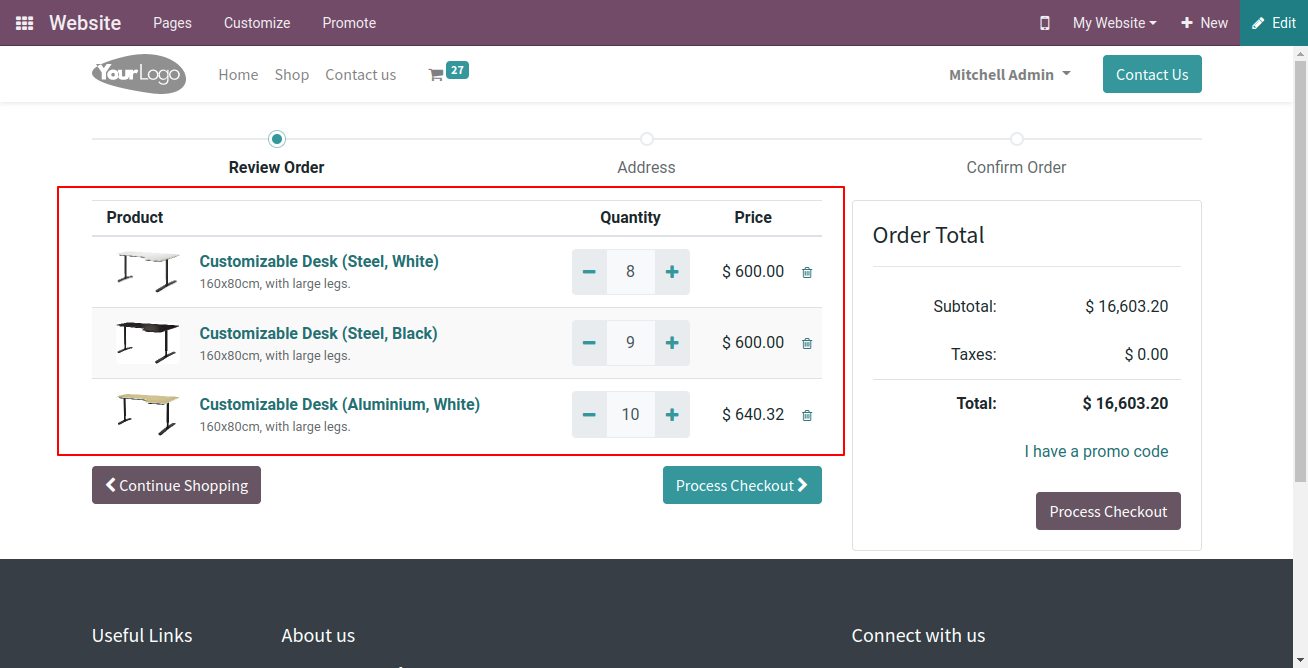 Website Pages Customize Promote My Website New Edit
YourLogo Home Shop Contact us 27 Mitchell Admin Contact Us
Review Order Address Confirm Order
Product Quantity Price
Customizable Desk (Steel, White)
160x80cm, with large legs.
8 $ 600.00
Customizable Desk (Steel, Black)
160x80cm, with large legs.
9 $ 600.00
Customizable Desk (Aluminium, White)
160x80cm, with large legs.
10 $ 640.32
Continue Shopping Process Checkout
Order Total
Subtotal: $ 16,603.20
Taxes: $ 0.00
Total: $ 16,603.20
I have a promo code
Process Checkout
Useful Links About us Connect with us